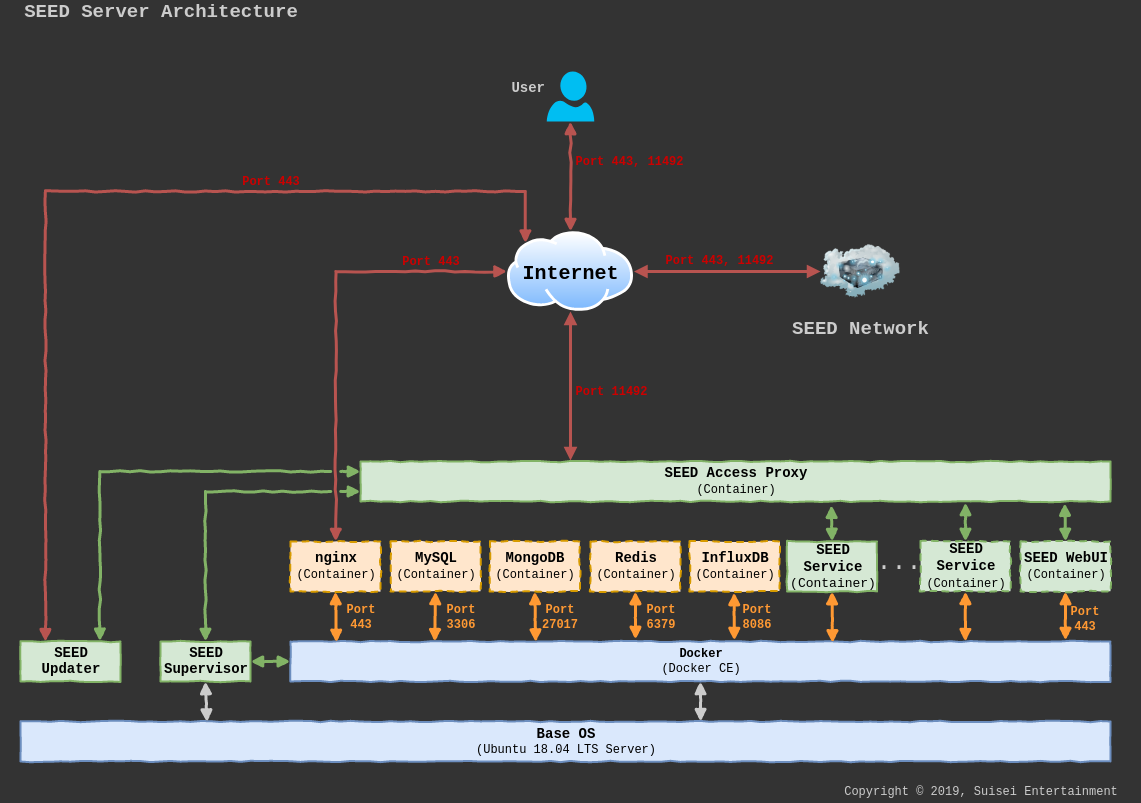 SEED Server Architecture
User
Port 443, 11402
Port 443
Port 443
Internet
Port 443, 11402
SEED Network
Port 11402
SEED Access Proxy
(Container)
nginx
(Container)
MySQL
(Container)
MongoDB
(Container)
Redis
(Container)
InfluxDB
(Container)
SEED
Service
(Container)
...
SEED
Service
(Container)
SEED WebUI
(Container)
Port
443
Port
3306
Port
27017
Port
6379
Port
8086
Port
443
SEED
Updater
SEED
Supervisor
Docker
(Docker CE)
Base OS
(Ubuntu 18.04 LTS Server)
Copyright © 2019, Suisei Entertainment